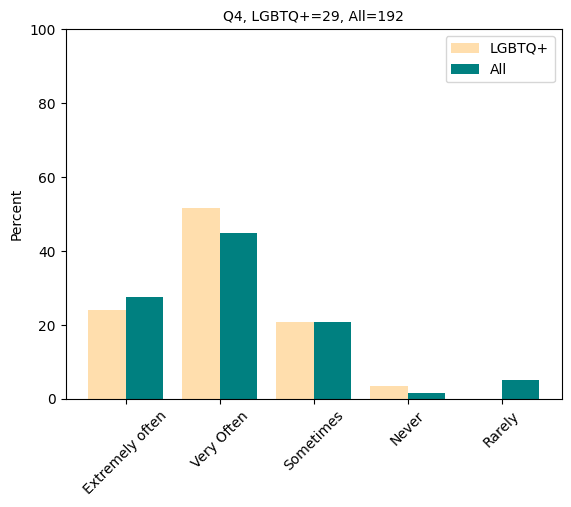 Q4, LGBTQ+=29, All=192
LGBTQ+
All
Percent
100
80
60
40
20
0
Extremely often
Very Often
Sometimes
Never
Rarely